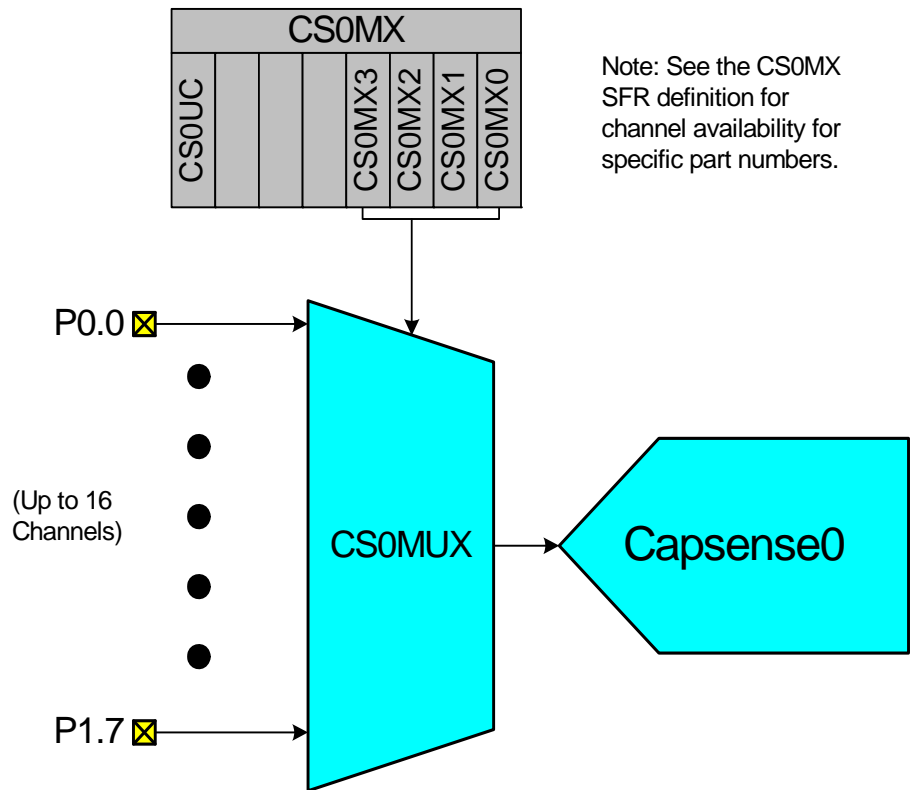 CS0MX
CS0UC
CS0MX3
CS0MX2
CS0MX1
CS0MX0
Note: See the CS0MX
SFR definition for
channel availability for
specific part numbers.
P0.0
(Up to 16
Channels)
CS0MUX
Capsense0
P1.7